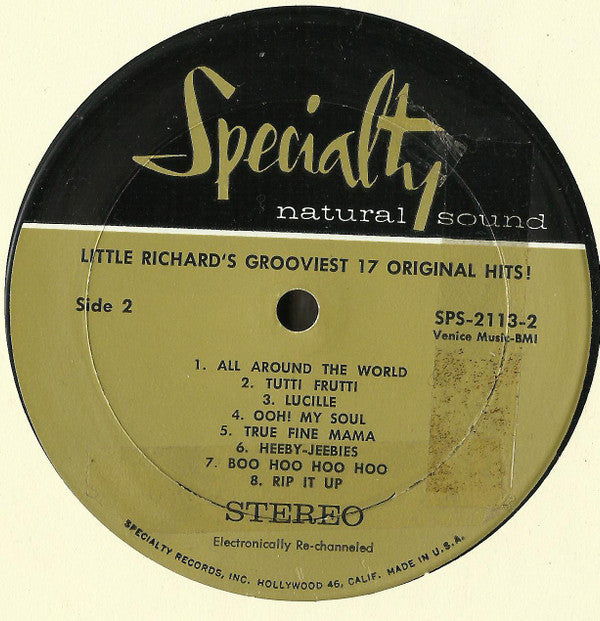 Specialty
natural sound
LITTLE RICHARD'S GROOVIEST 17 ORIGINAL HITS!
Side 2
SPS-2113-2
Venice Music-BMI
1. ALL AROUND THE WORLD
2. TUTTI FRUTTI
3. LUCILLE
4. OOH! MY SOUL
5. TRUE FINE MAMA
6. HEEBY-JEEBIES
7. BOO HOO HOO HOO
8. RIP IT UP
STEREO
Electronically Re-channeled
SPECIALTY RECORDS, INC. HOLLYWOOD 46, CALIF. MADE IN U.S.A.